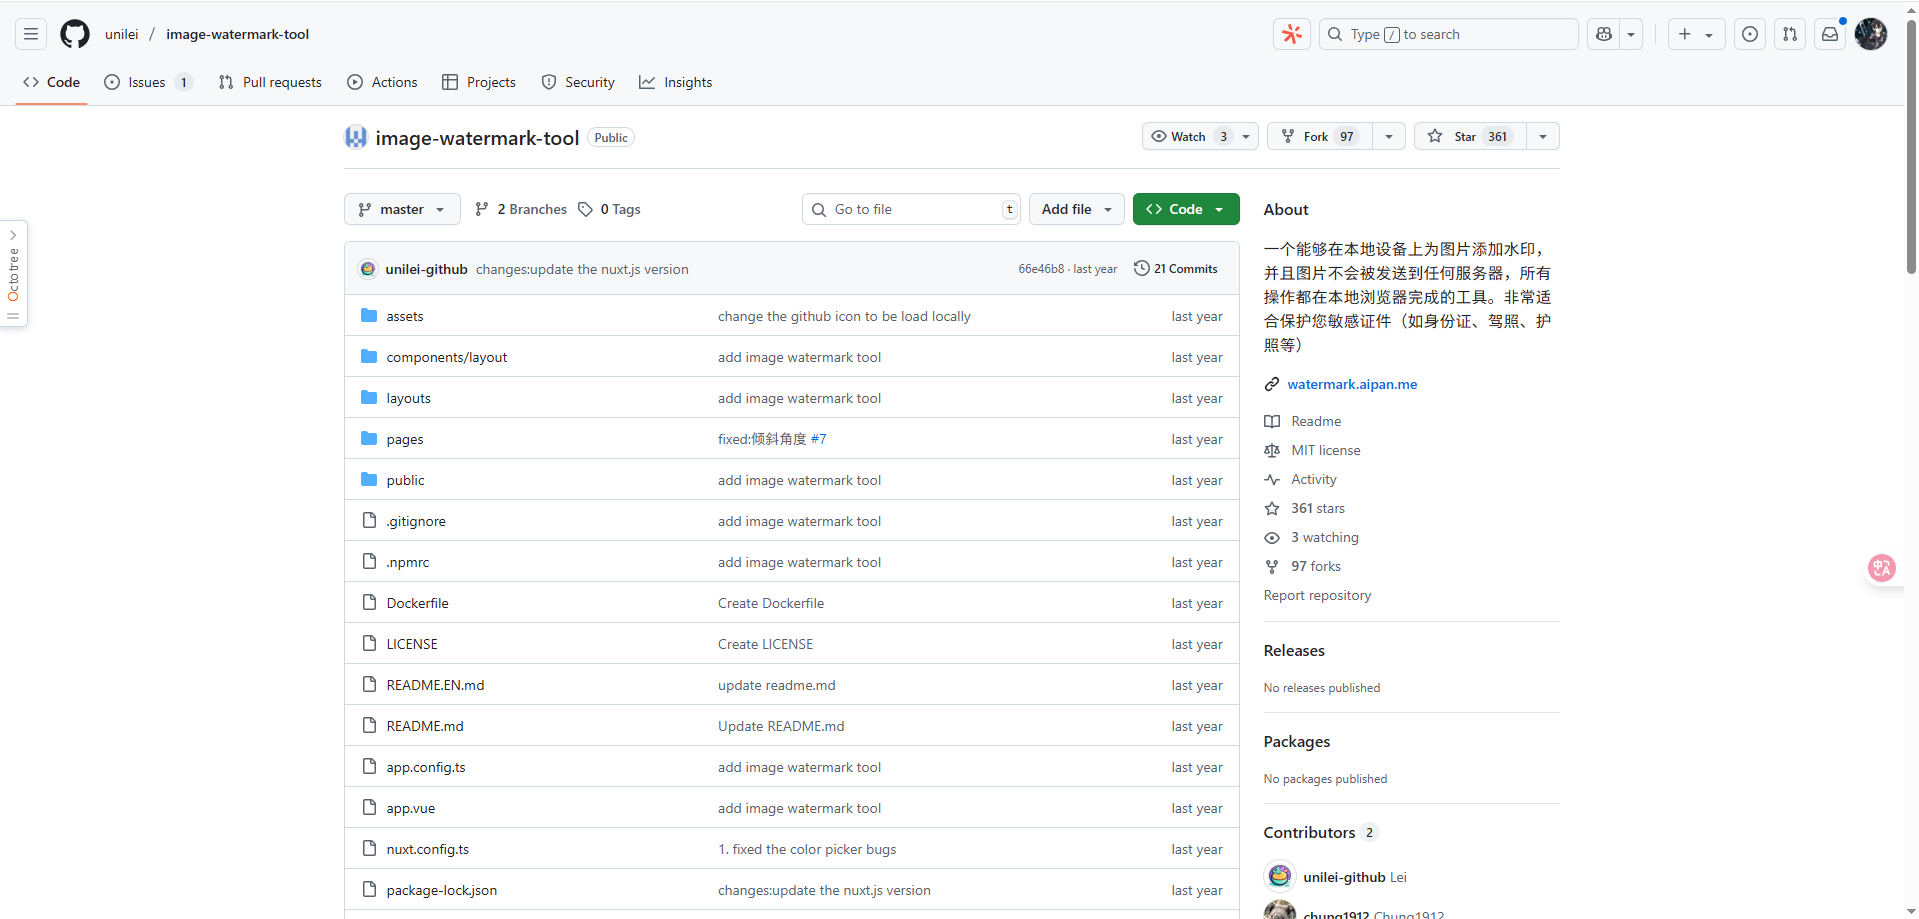 unilei / image-watermark-tool
Type / to search
Code
Issues 1
Pull requests
Actions
Projects
Security
Insights
image-watermark-tool Public
Watch 3
Fork 97
Star 361
master
2 Branches
0 Tags
Go to file t
Add file
Code
Octotree
unilei-github changes:update the nuxt.js version 66e46b8 · last year 21 Commits
assets change the github icon to be load locally last year
components/layout add image watermark tool last year
layouts add image watermark tool last year
pages fixed:倾斜角度 #7 last year
public add image watermark tool last year
.gitignore add image watermark tool last year
.npmrc add image watermark tool last year
Dockerfile Create Dockerfile last year
LICENSE Create LICENSE last year
README.EN.md update readme.md last year
README.md Update README.md last year
app.config.ts add image watermark tool last year
app.vue add image watermark tool last year
nuxt.config.ts 1. fixed the color picker bugs last year
package-lock.json changes:update the nuxt.js version last year
About
一个能够在本地设备上为图片添加水印，
并且图片不会被发送到任何服务器，所有
操作都在本地浏览器完成的工具。非常适
合保护您敏感证件（如身份证、驾照、护
照等）
watermark.aipan.me
Readme
MIT license
Activity
361 stars
3 watching
97 forks
Report repository
Releases
No releases published
Packages
No packages published
Contributors 2
unilei-github Lei
chung1912 Chung1912
中 A